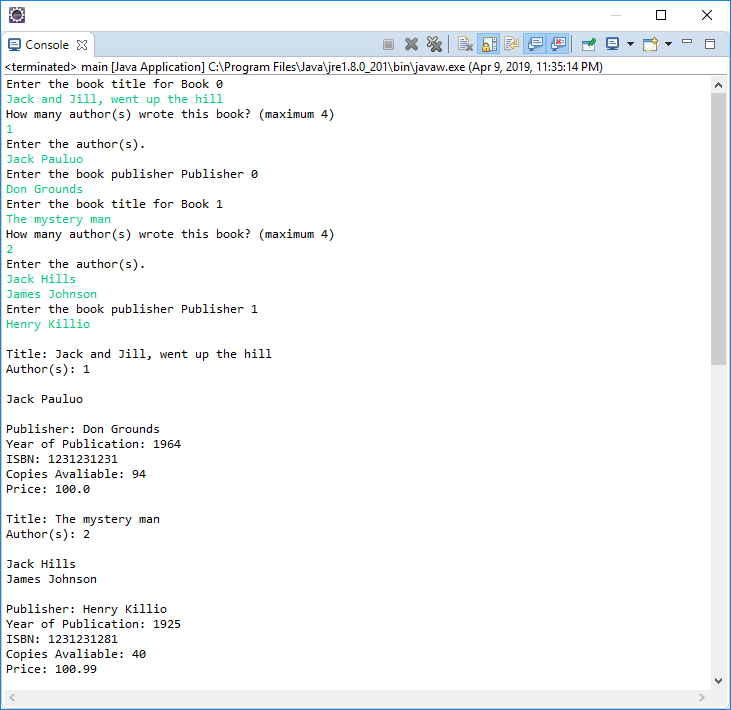 Console
<terminated> main [Java Application] C:\Program Files\Java\jre1.8.0_201\bin\javaw.exe (Apr 9, 2019, 11:35:14 PM)
Enter the book title for Book 0
Jack and Jill, went up the hill
How many author(s) wrote this book? (maximum 4)
1
Enter the author(s).
Jack Pauluo
Enter the book publisher Publisher 0
Don Grounds
Enter the book title for Book 1
The mystery man
How many author(s) wrote this book? (maximum 4)
2
Enter the author(s).
Jack Hills
James Johnson
Enter the book publisher Publisher 1
Henry Killio

Title: Jack and Jill, went up the hill
Author(s): 1

Jack Pauluo

Publisher: Don Grounds
Year of Publication: 1964
ISBN: 1231231231
Copies Avaliable: 94
Price: 100.0

Title: The mystery man
Author(s): 2

Jack Hills
James Johnson

Publisher: Henry Killio
Year of Publication: 1925
ISBN: 1231231281
Copies Avaliable: 40
Price: 100.99